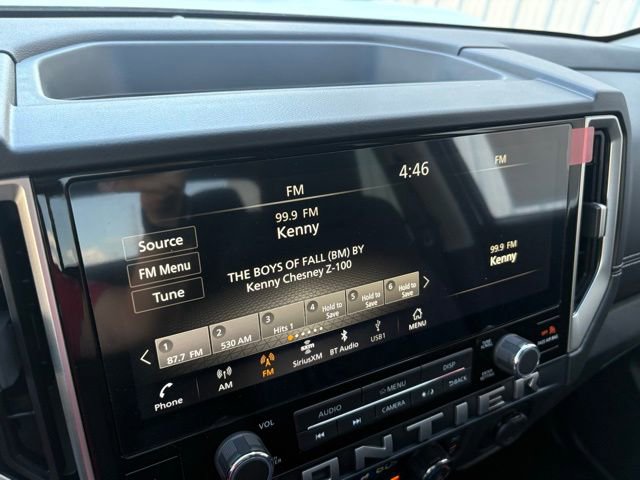 FM
4:46
FM
99.9 FM
Kenny
Source
FM Menu
Tune
THE BOYS OF FALL (BM) BY
Kenny Chesney Z-100
99.9 FM
Kenny
1 87.7 FM
2 530 AM
3 Hits 1
4 Hold to Save
5 Hold to Save
6 Hold to Save
Phone
AM
FM
SiriusXM
BT Audio
USB1
MENU
VOL
AUDIO
MENU
DISP
CAMERA
TRACK
TUNE
ONTIER